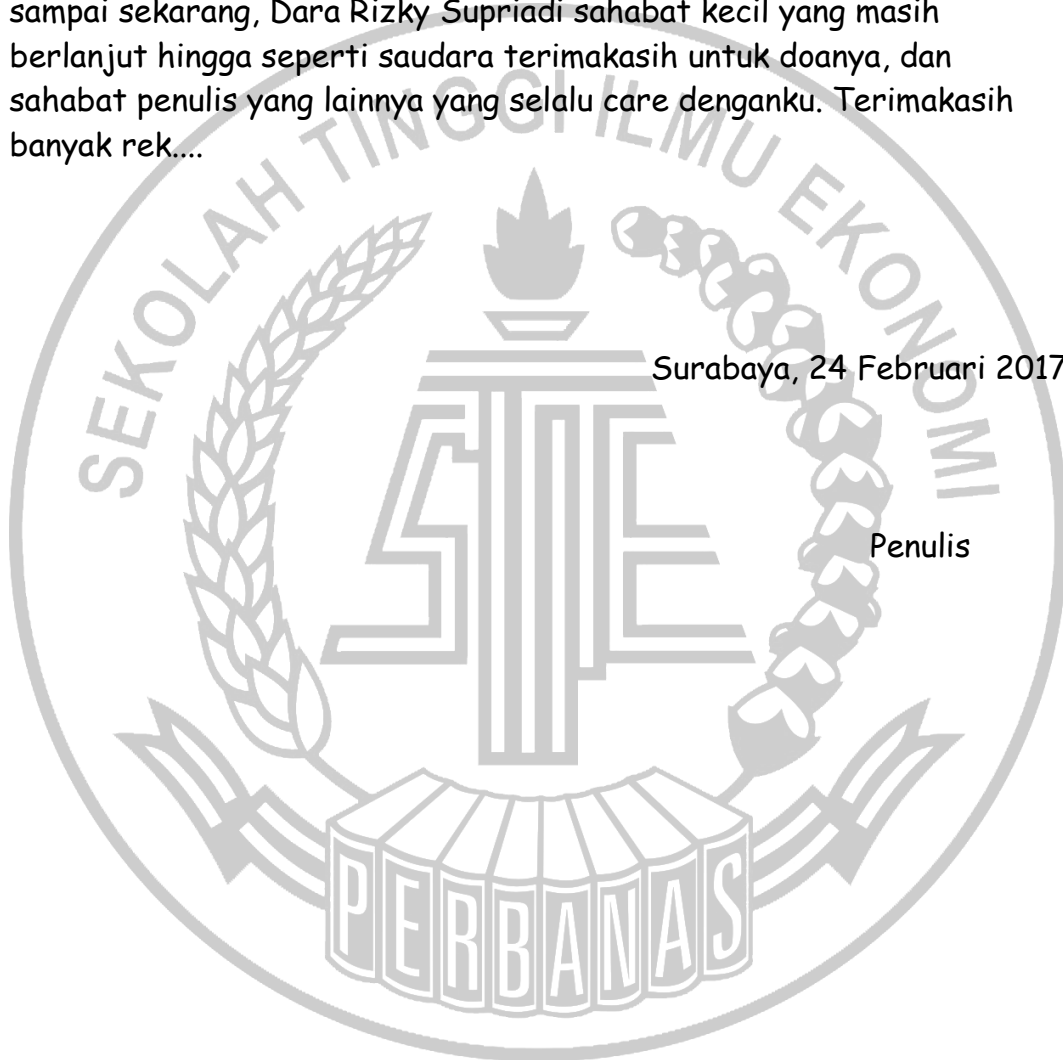 sampai sekarang, Dara Rizky Supriadi sahabat kecil yang masih
berlanjut hingga seperti saudara terimakasih untuk doanya, dan
sahabat penulis yang lainnya yang selalu care denganku. Terimakasih
banyak rek....
SEKOLAH TINGGI ILMU EKONOMI
Surabaya, 24 Februari 2017
STIE
Penulis
PERBANAS